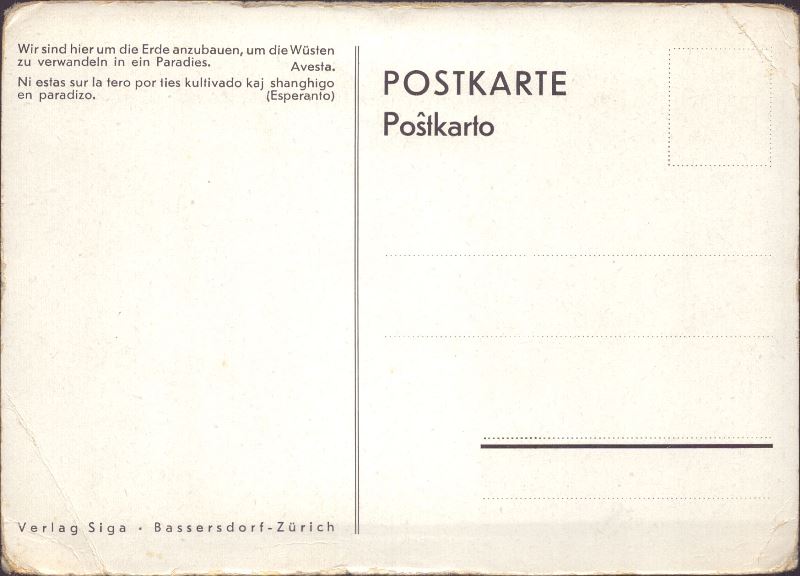 Wir sind hier um die Erde anzubauen, um die Wüsten
zu verwandeln in ein Paradies. Avesta.
Ni estas sur la tero por ties kultivado kaj shanghigo
en paradizo. (Esperanto)
POSTKARTE
Poŝtkarto
Verlag Siga · Bassersdorf-Zürich